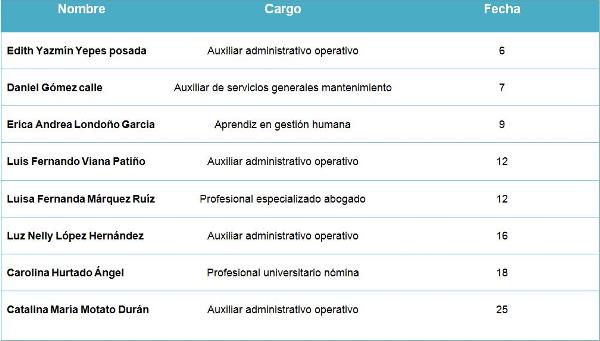 Nombre Cargo Fecha
Edith Yazmín Yepes posada Auxiliar administrativo operativo 6
Daniel Gómez calle Auxiliar de servicios generales mantenimiento 7
Erica Andrea Londoño Garcia Aprendiz en gestión humana 9
Luis Fernando Viana Patiño Auxiliar administrativo operativo 12
Luisa Fernanda Márquez Ruíz Profesional especializado abogado 12
Luz Nelly López Hernández Auxiliar administrativo operativo 16
Carolina Hurtado Ángel Profesional universitario nómina 18
Catalina María Motato Durán Auxiliar administrativo operativo 25